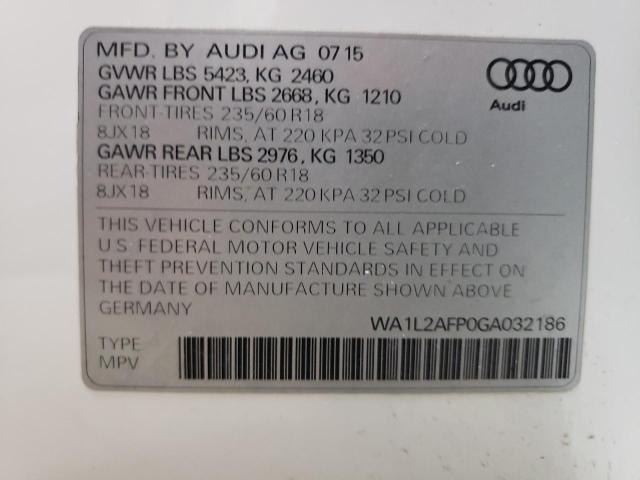 MFD. BY AUDI AG 07 15
GVWR LBS 5423, KG 2460
GAWR FRONT LBS 2668, KG 1210
FRONT-TIRES 235/60 R18
8JX18 RIMS, AT 220 KPA 32 PSI COLD
GAWR REAR LBS 2976, KG 1350
REAR-TIRES 235/60 R18
8JX18 RIMS, AT 220 KPA 32 PSI COLD
Audi
THIS VEHICLE CONFORMS TO ALL APPLICABLE
U.S. FEDERAL MOTOR VEHICLE SAFETY AND
THEFT PREVENTION STANDARDS IN EFFECT ON
THE DATE OF MANUFACTURE SHOWN ABOVE
GERMANY
WA1L2AFP0GA032186
TYPE
MPV